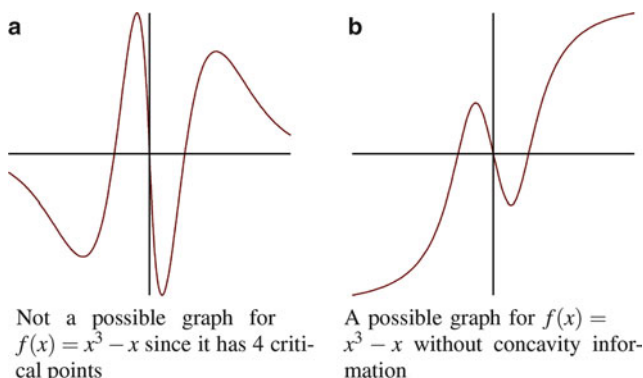 a
b
Not a possible graph for
f(x) = x³ − x since it has 4 criti-
cal points
A possible graph for f(x) =
x³ − x without concavity infor-
mation